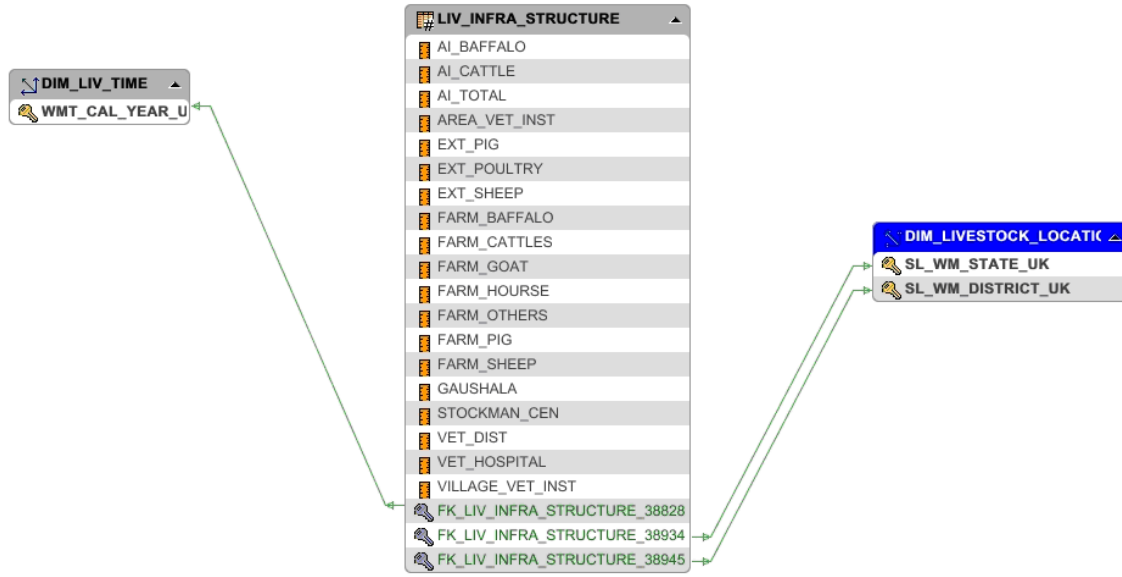 LIV_INFRA_STRUCTURE
AI_BAFFALO
AI_CATTLE
AI_TOTAL
AREA_VET_INST
EXT_PIG
EXT_POULTRY
EXT_SHEEP
FARM_BAFFALO
FARM_CATTLES
FARM_GOAT
FARM_HOURSE
FARM_OTHERS
FARM_PIG
FARM_SHEEP
GAUSHALA
STOCKMAN_CEN
VET_DIST
VET_HOSPITAL
VILLAGE_VET_INST
FK_LIV_INFRA_STRUCTURE_38828
FK_LIV_INFRA_STRUCTURE_38934
FK_LIV_INFRA_STRUCTURE_38945
DIM_LIV_TIME
WMT_CAL_YEAR_U
DIM_LIVESTOCK_LOCATI
SL_WM_STATE_UK
SL_WM_DISTRICT_UK